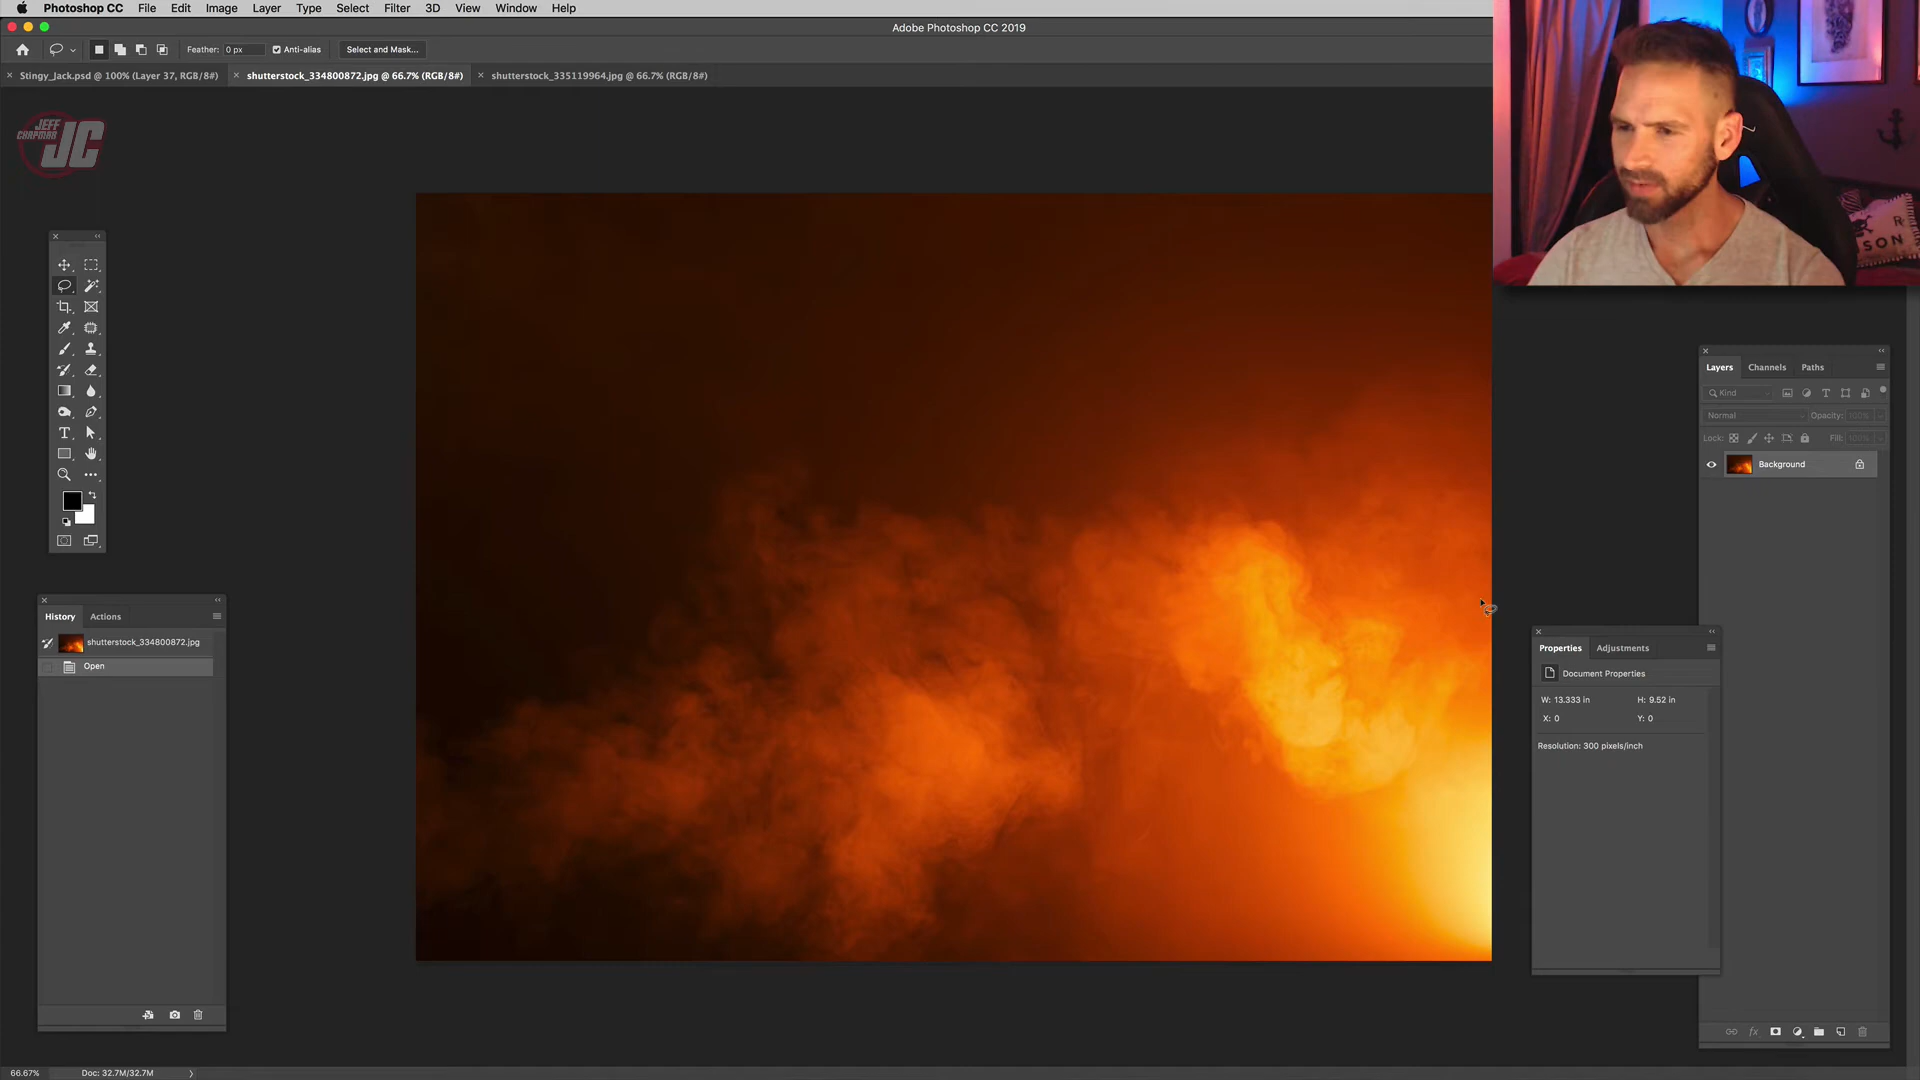 Photoshop CC File Edit Image Layer Type Select Filter 3D View Window Help
Adobe Photoshop CC 2019
Feather: 0 px Anti-alias Select and Mask...
Stingy_Jack.psd @ 100% (Layer 37, RGB/8#) shutterstock_334800872.jpg @ 66.7% (RGB/8#) shutterstock_335119964.jpg @ 66.7% (RGB/8#)
JEFF
CHAPMAN JC
R
SON
Layers Channels Paths
Kind
Normal Opacity: 100%
Lock: Fill: 100%
Background
History Actions
shutterstock_334800872.jpg
Open
Properties Adjustments
Document Properties
W: 13.333 in H: 9.52 in
X: 0 Y: 0
Resolution: 300 pixels/inch
66.67% Doc: 32.7M/32.7M